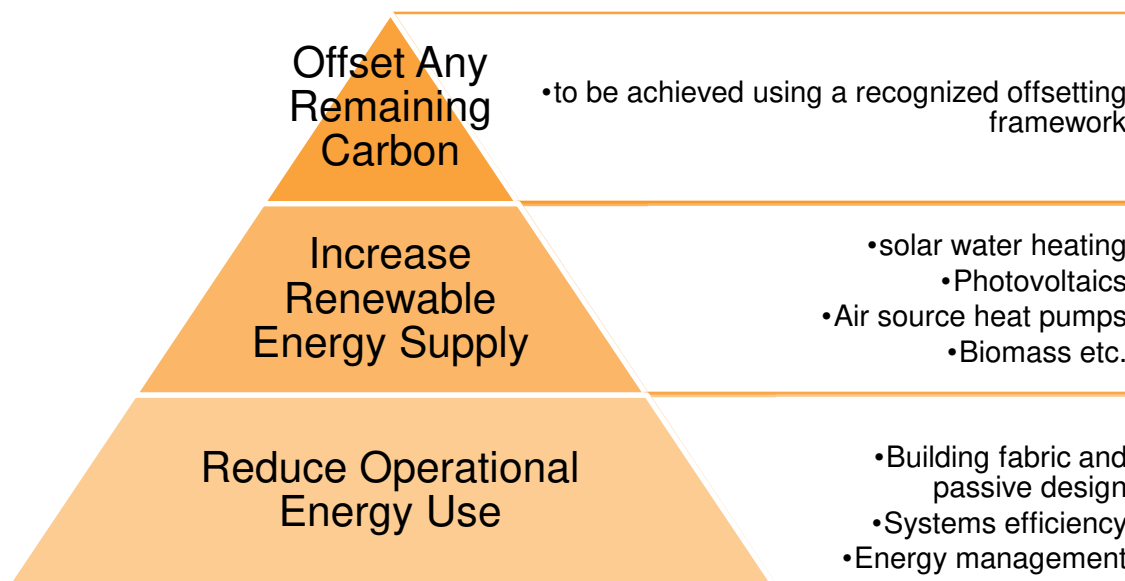 Offset Any
Remaining
Carbon
•to be achieved using a recognized offsetting
framework
Increase
Renewable
Energy Supply
•solar water heating
•Photovoltaics
•Air source heat pumps
•Biomass etc.
Reduce Operational
Energy Use
•Building fabric and
passive design
•Systems efficiency
•Energy management